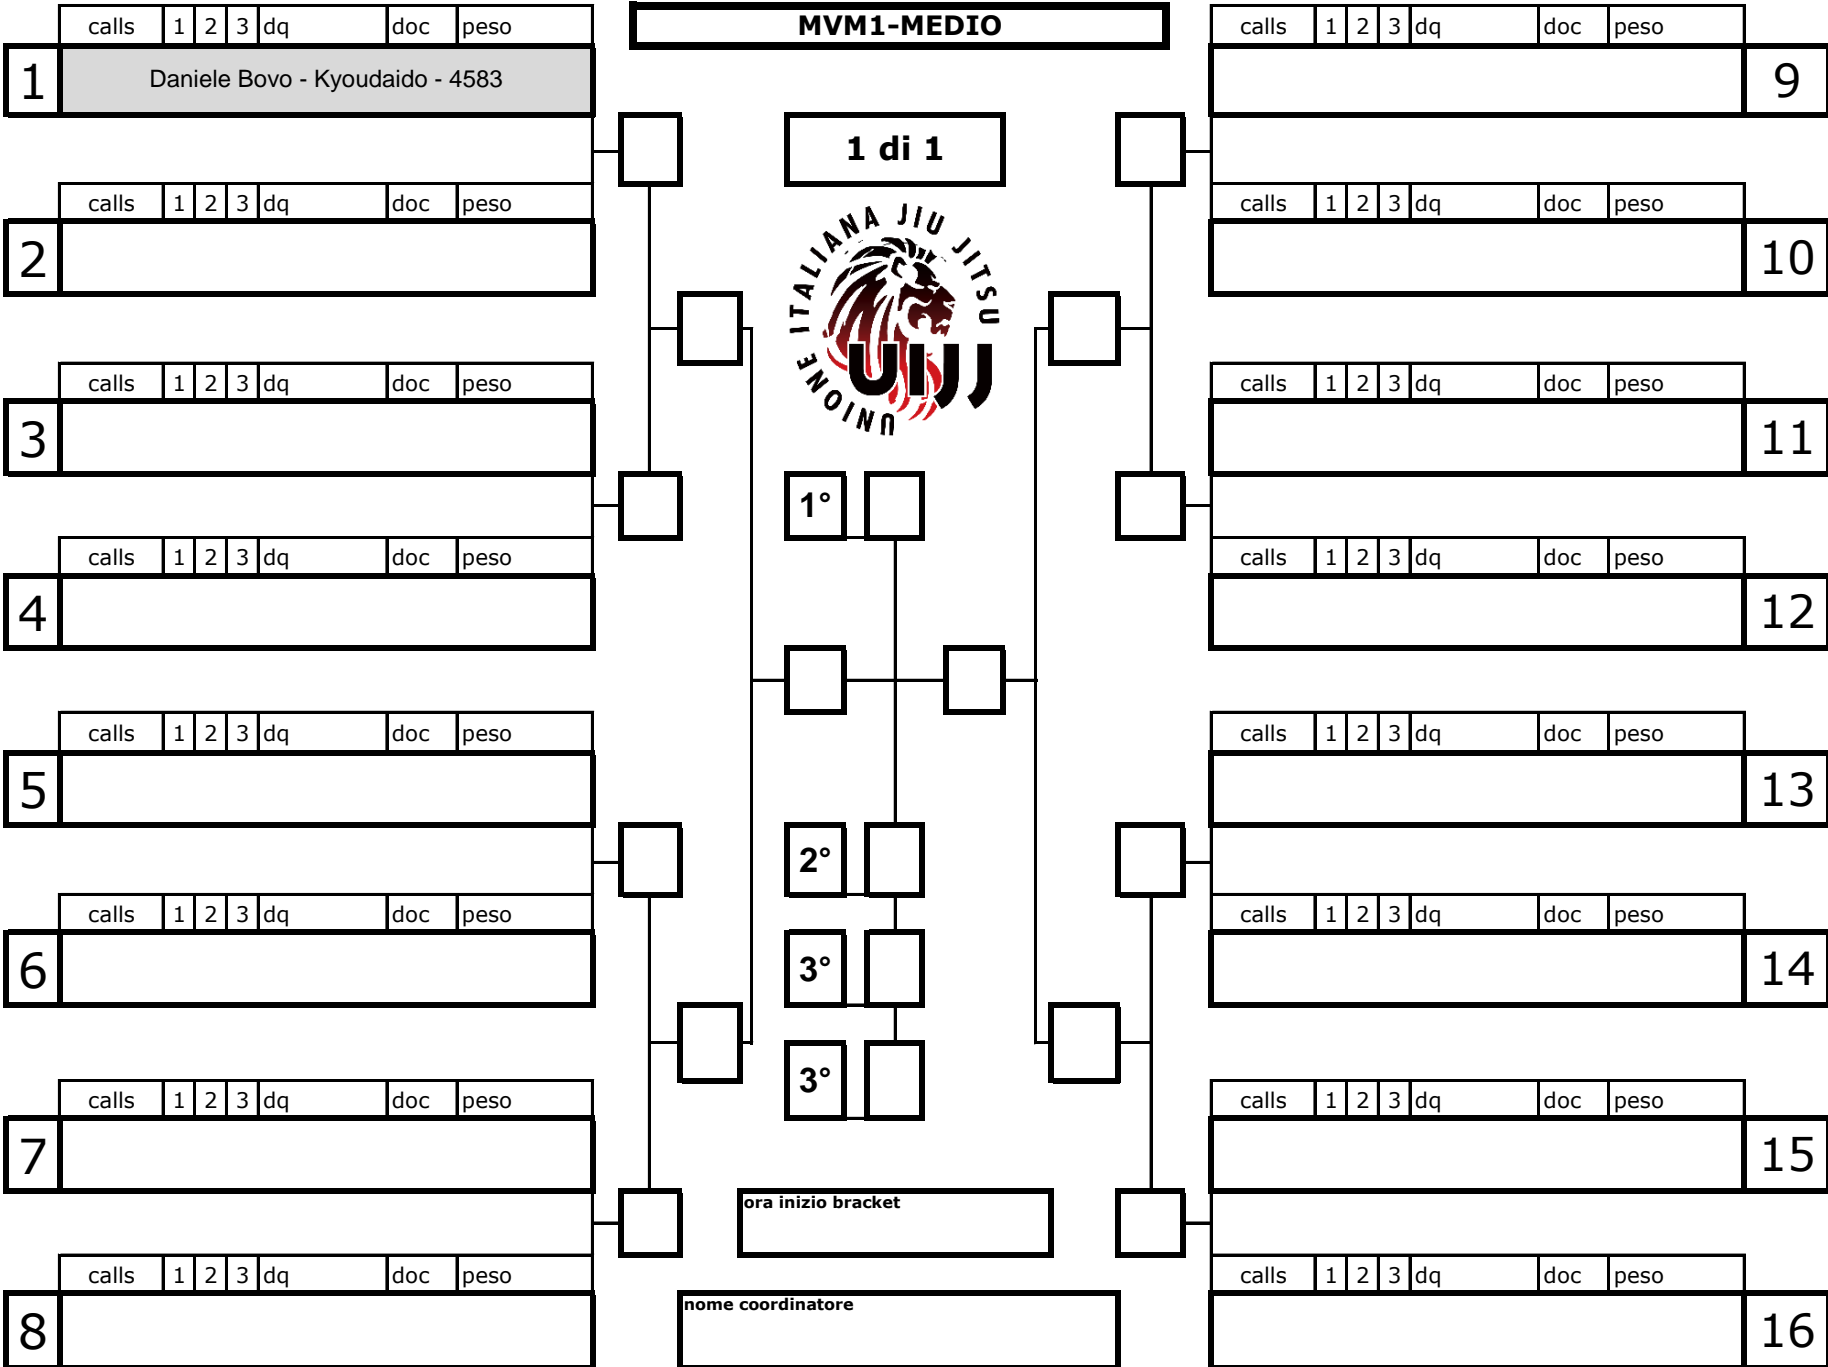 calls 1 2 3 dq doc peso
1 Daniele Bovo - Kyoudaido - 4583
calls 1 2 3 dq doc peso
2
calls 1 2 3 dq doc peso
3
calls 1 2 3 dq doc peso
4
calls 1 2 3 dq doc peso
5
calls 1 2 3 dq doc peso
6
calls 1 2 3 dq doc peso
7
calls 1 2 3 dq doc peso
8
MVM1-MEDIO
1 di 1
UNIONE ITALIANA JIU JITSU
UIJJ
1°
2°
3°
3°
ora inizio bracket
nome coordinatore
calls 1 2 3 dq doc peso
9
calls 1 2 3 dq doc peso
10
calls 1 2 3 dq doc peso
11
calls 1 2 3 dq doc peso
12
calls 1 2 3 dq doc peso
13
calls 1 2 3 dq doc peso
14
calls 1 2 3 dq doc peso
15
calls 1 2 3 dq doc peso
16